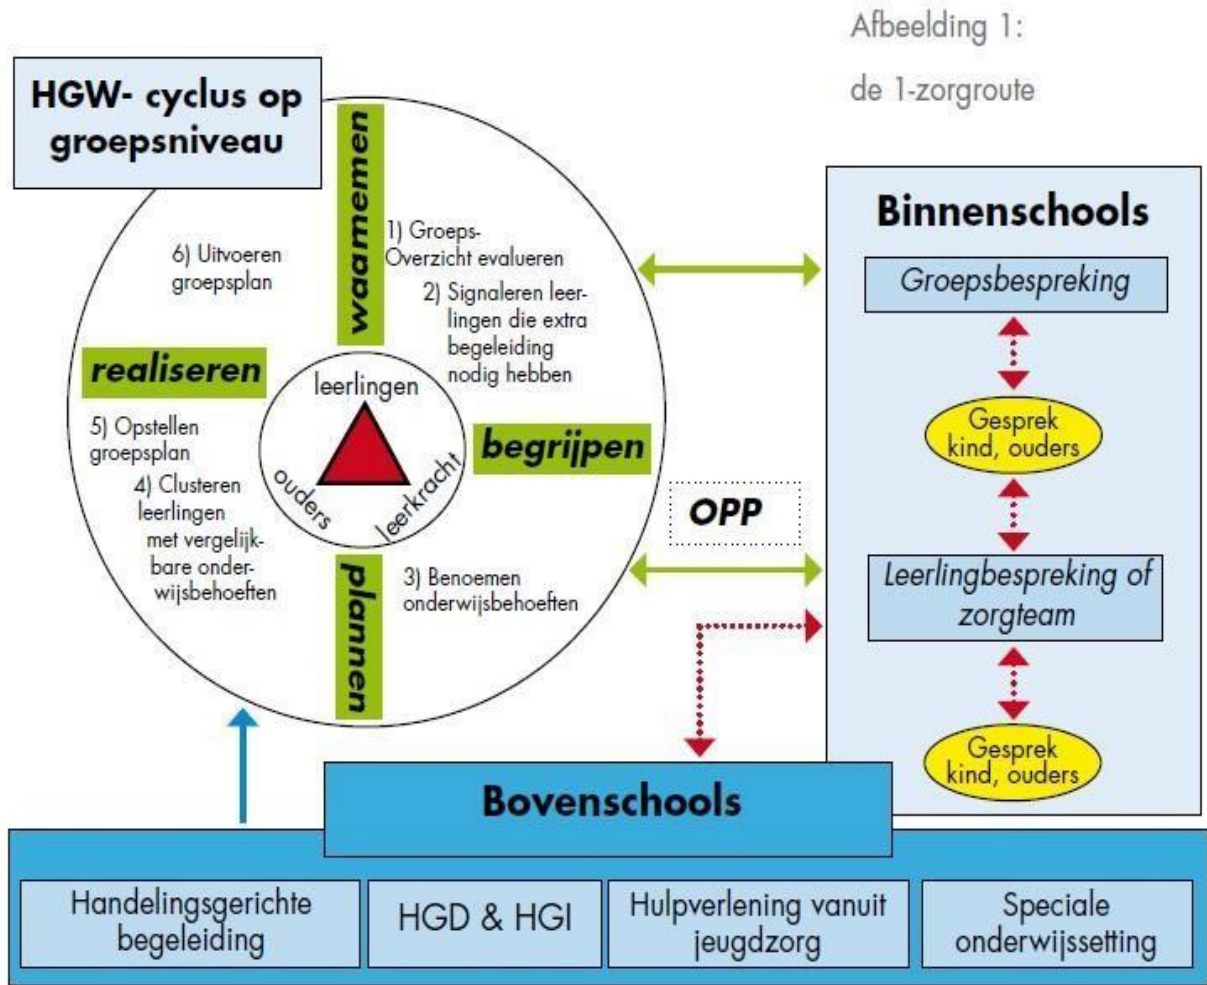 Afbeelding 1:
de 1-zorgroute
HGW- cyclus op
groepsniveau
waarnemen
1) Groeps-
Overzicht evalueren
2) Signaleren leer-
lingen die extra
begeleiding
nodig hebben
begrijpen
3) Benoemen
onderwijsbehoeften
plannen
4) Clusteren
leerlingen
met vergelijk-
bare onder-
wijsbehoeften
5) Opstellen
groepsplan
realiseren
6) Uitvoeren
groepsplan
leerlingen
ouders
leerkracht
OPP
Binnenschools
Groepsbespreking
Gesprek
kind, ouders
Leerlingbespreking of
zorgteam
Gesprek
kind, ouders
Bovenschools
Handelingsgerichte
begeleiding
HGD & HGI
Hulpverlening vanuit
jeugdzorg
Speciale
onderwijssetting